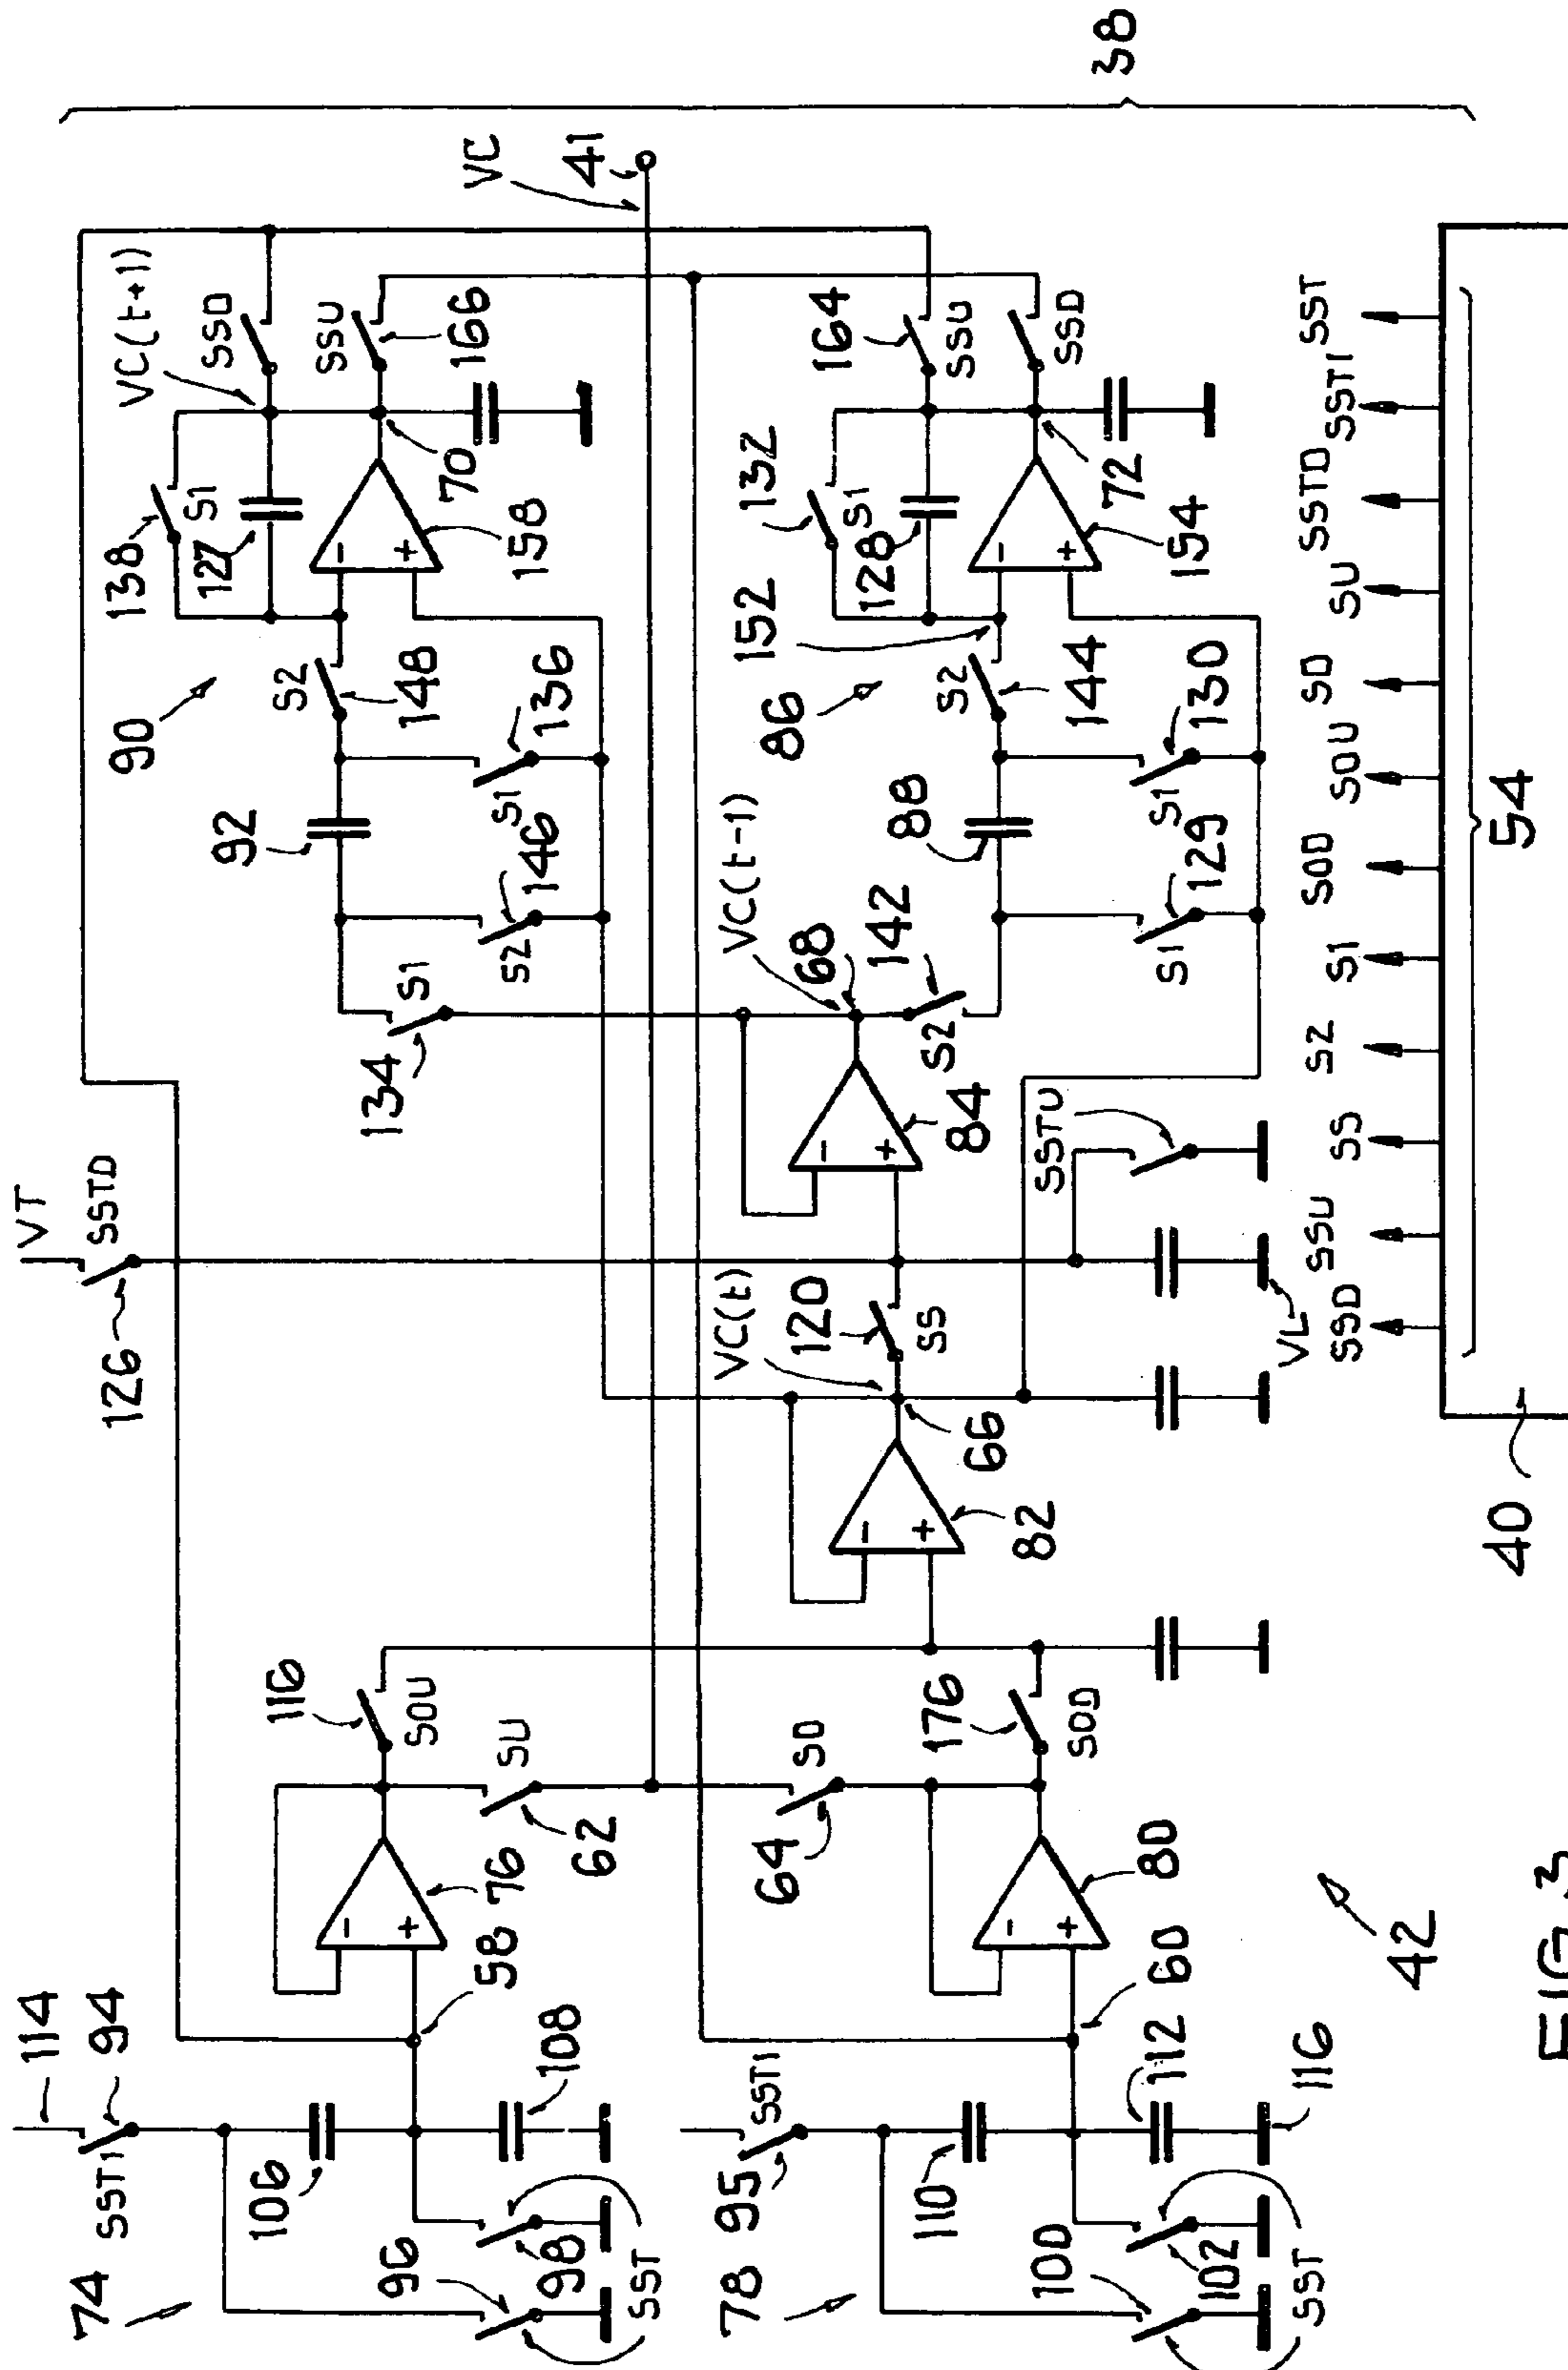 114
94
SST1
74
106
108
96
98
SST
58
76
SU
62
116
SOU
VT
SSTD
126
134
S1
92
90
S2
148
146
S2
136
S1
138
S1
127
158
70
VC(t+1)
SSD
SSU
166
VC
41
38
78
95
SST1
110
112
100
102
SST
116
60
80
64
SD
176
SOD
82
66
VC(t)
120
SS
VL
SSTU
84
68
VC(t-1)
142
S2
88
86
129
S1
130
S1
S2
144
152
132
S1
128
154
72
164
SSU
SSD
42
40
SSD
SSU
SS
S2
S1
SOD
SOU
SD
SU
SSTD
SST1
SST
54
FIG.3
- + - + - + - + - + - +